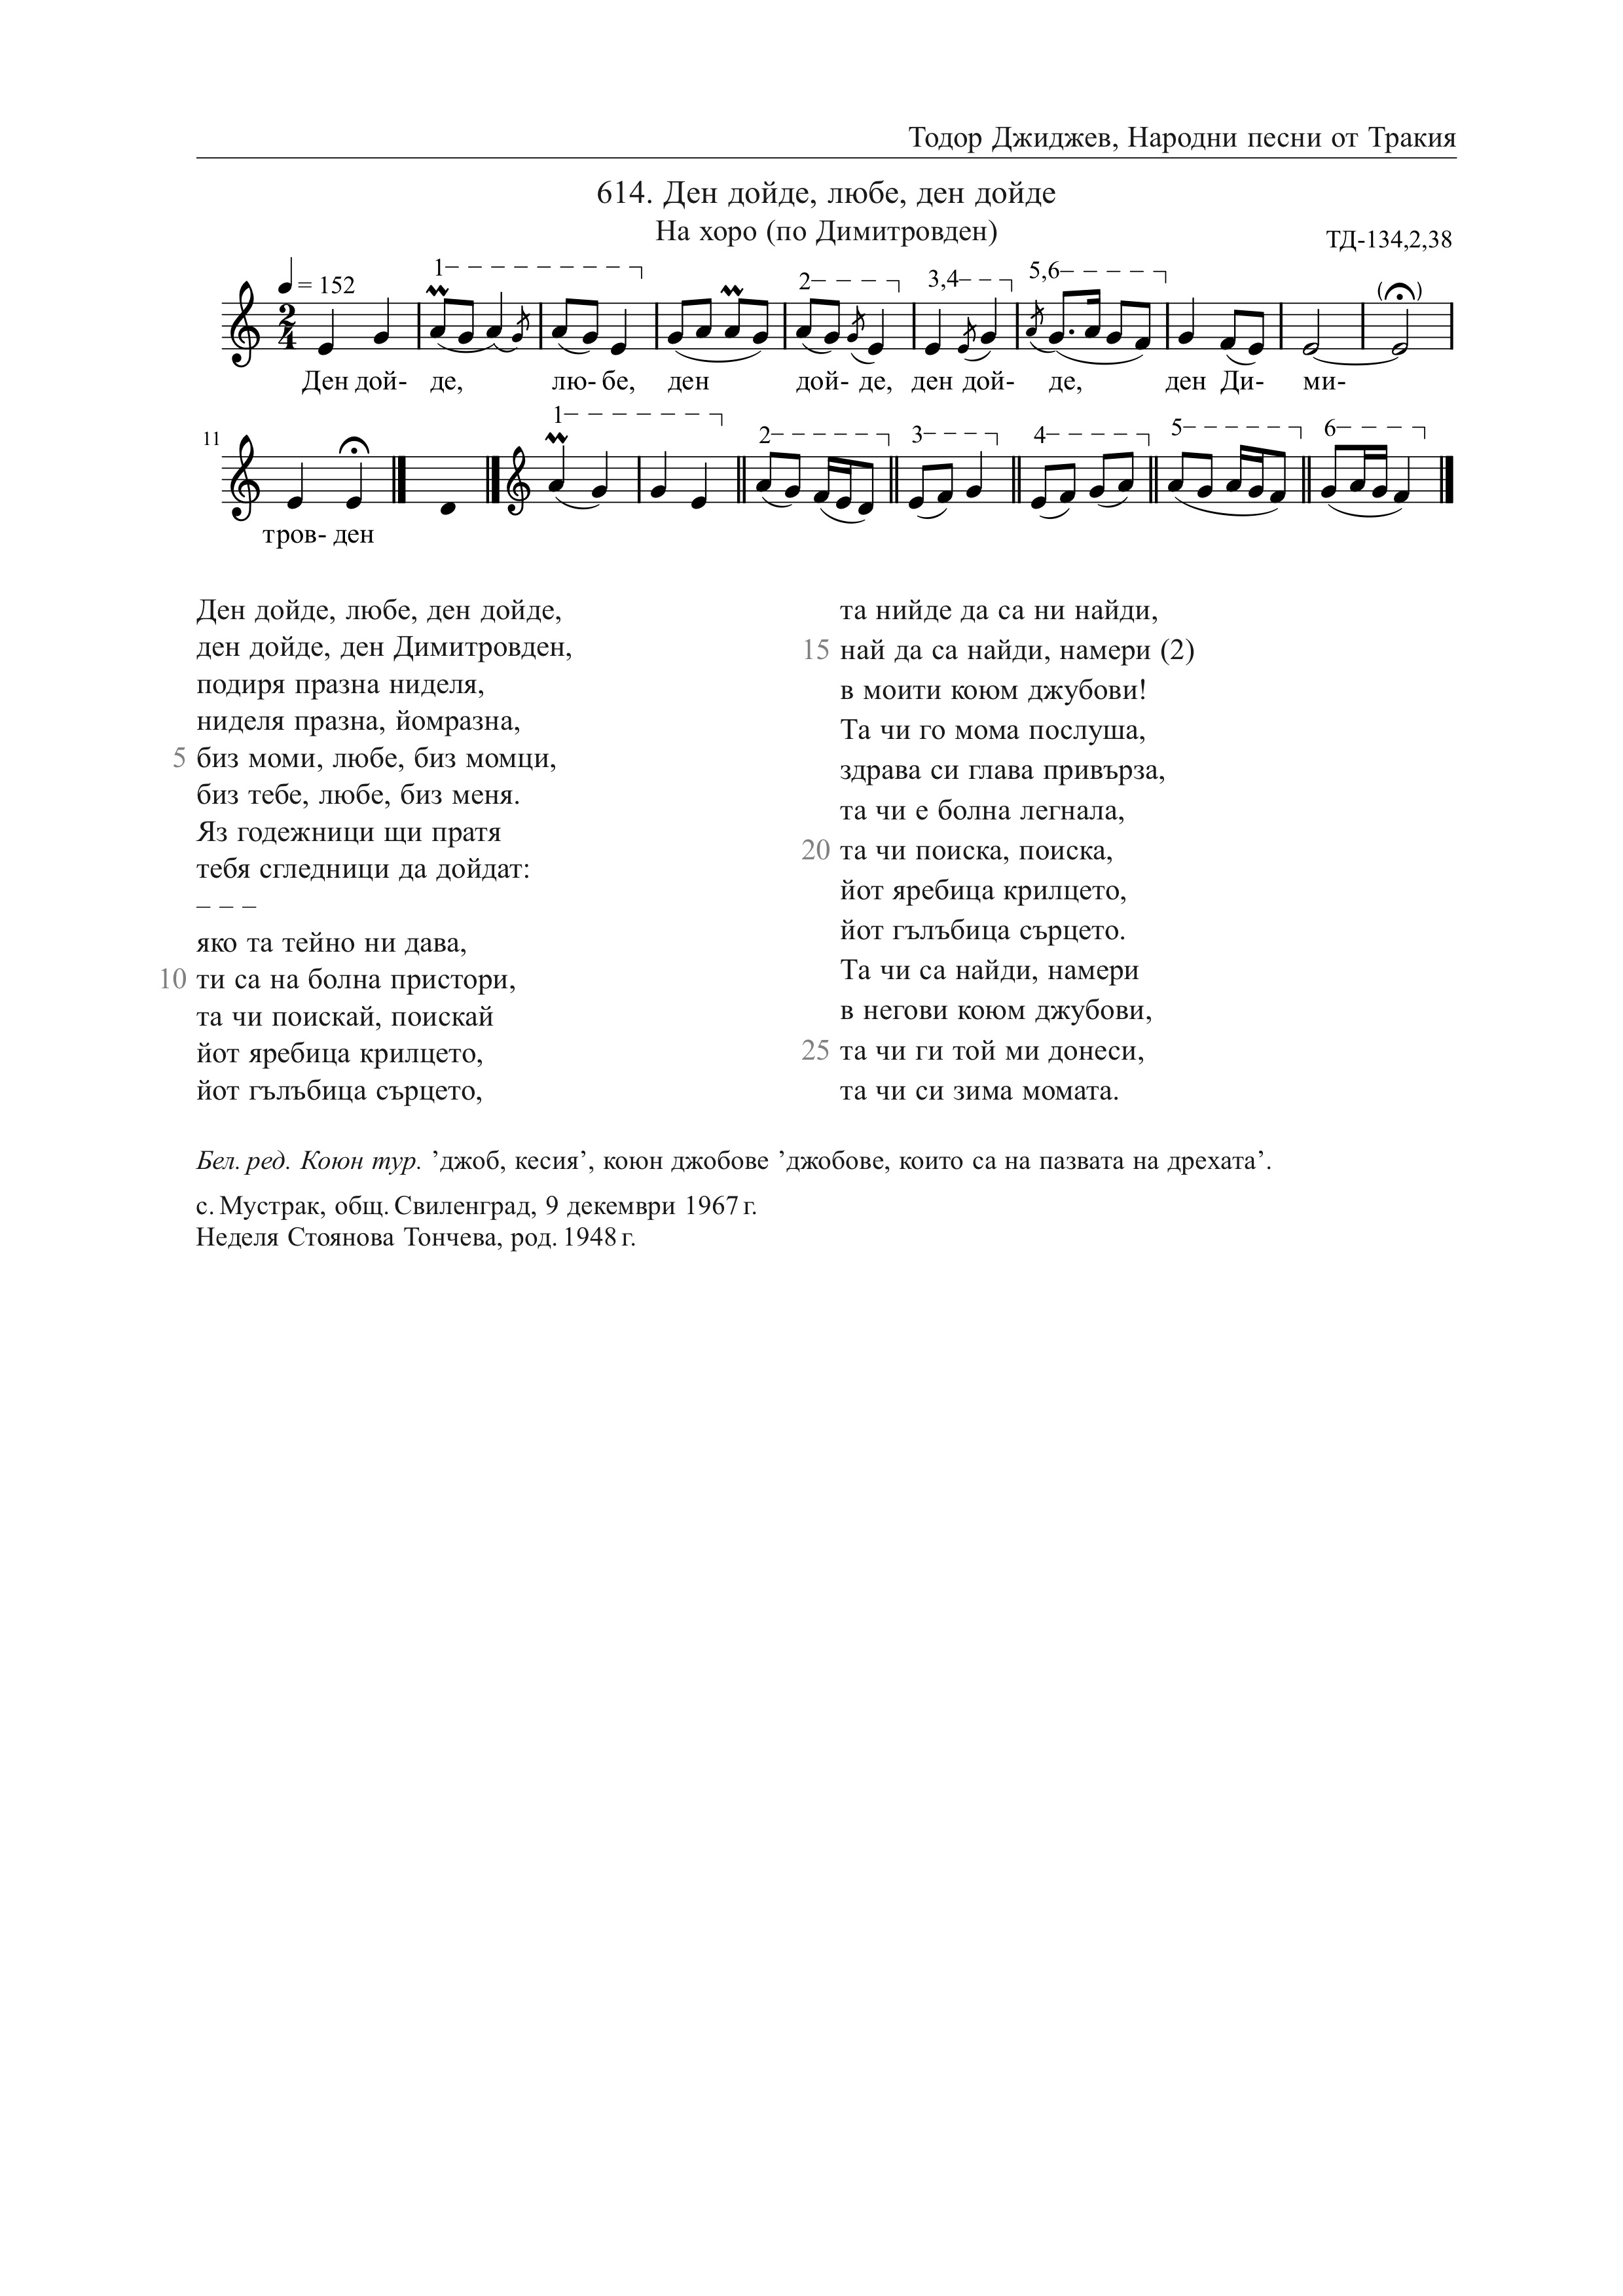 Тодор Джиджев, Народни песни от Тракия
614. Ден дойде, любе, ден дойде
На хоро (по Димитровден)
ТД-134,2,38
= 152
1
2
3,4
5,6
2
4
Ден дой- де, лю- бе, ден дой- де, ден дой- де, ден Ди- ми-
1
2
3
4
5
6
11
тров- ден
Ден дойде, любе, ден дойде,
ден дойде, ден Димитровден,
подиря празна ниделя,
ниделя празна, йомразна,
5 биз моми, любе, биз момци,
биз тебе, любе, биз меня.
Яз годежници щи пратя
тебя сгледници да дойдат:
– – –
яко та тейно ни дава,
10 ти са на болна пристори,
та чи поискай, поискай
йот яребица крилцето,
йот гълъбица сърцето,
та нийде да са ни найди,
15 най да са найди, намери (2)
в моити коюм джубови!
Та чи го мома послуша,
здрава си глава привърза,
та чи е болна легнала,
20 та чи поиска, поиска,
йот яребица крилцето,
йот гълъбица сърцето.
Та чи са найди, намери
в негови коюм джубови,
25 та чи ги той ми донеси,
та чи си зима момата.
Бел. ред. Коюн тур. ’джоб, кесия’, коюн джобове ’джобове, които са на пазвата на дрехата’.
с. Мустрак, общ. Свиленград, 9 декември 1967 г.
Неделя Стоянова Тончева, род. 1948 г.